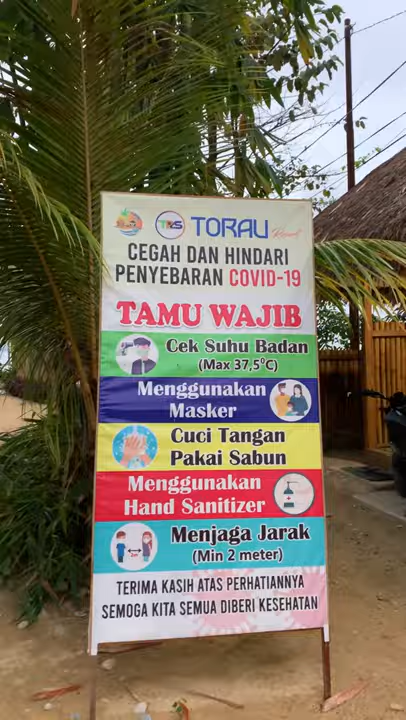 TRS TORAU Resort
CEGAH DAN HINDARI
PENYEBARAN COVID-19
TAMU WAJIB
Cek Suhu Badan
(Max 37,5°C)
Menggunakan
Masker
Cuci Tangan
Pakai Sabun
Menggunakan
Hand Sanitizer
Menjaga Jarak
(Min 2 meter)
TERIMA KASIH ATAS PERHATIANNYA
SEMOGA KITA SEMUA DIBERI KESEHATAN